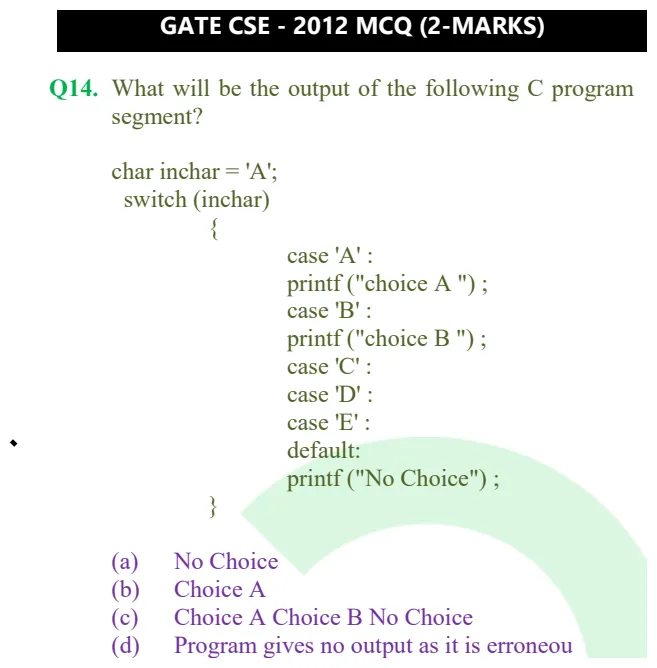 GATE CSE - 2012 MCQ (2-MARKS)
Q14. What will be the output of the following C program
segment?
char inchar = 'A';
switch (inchar)
{
case 'A' :
printf ("choice A ") ;
case 'B' :
printf ("choice B ") ;
case 'C' :
case 'D' :
case 'E' :
default:
printf ("No Choice") ;
}
(a) No Choice
(b) Choice A
(c) Choice A Choice B No Choice
(d) Program gives no output as it is erroneou